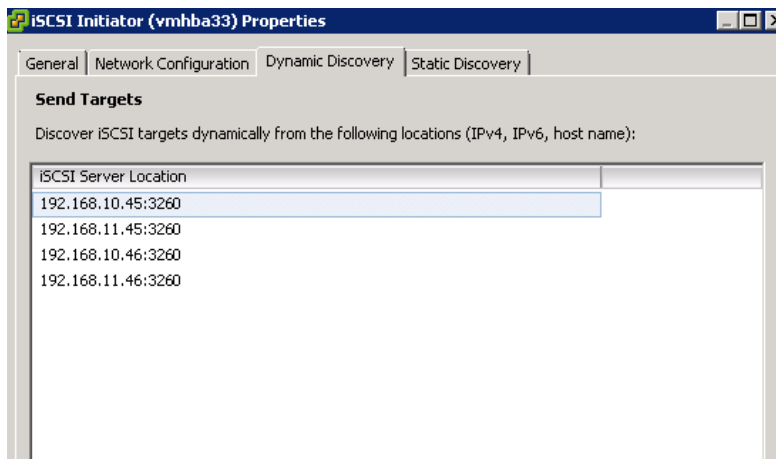 iSCSI Initiator (vmhba33) Properties
General Network Configuration Dynamic Discovery Static Discovery
Send Targets
Discover iSCSI targets dynamically from the following locations (IPv4, IPv6, host name):
iSCSI Server Location
192.168.10.45:3260
192.168.11.45:3260
192.168.10.46:3260
192.168.11.46:3260